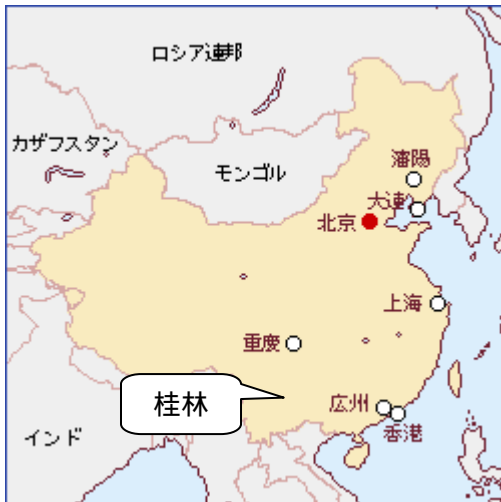 ロシア連邦
カザフスタン
モンゴル
瀋陽
大連
北京
上海
重慶
桂林
広州
香港
インド